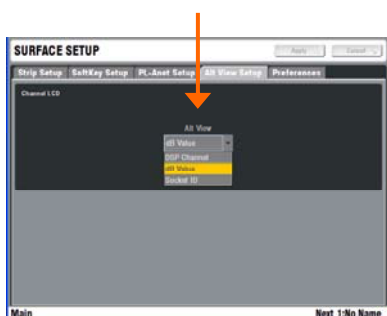 SURFACE SETUP
Apply Cancel
Strip Setup SoftKey Setup PL-Anet Setup Alt View Setup Preferences
Channel LCD
Alt View
dB Value
DSP Channel
dB Value
Socket ID
Main Next 1:No Name